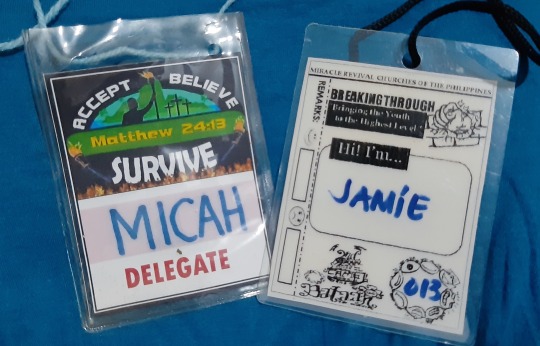 ACCEPT BELIEVE
Matthew 24:13
SURVIVE
MICAH
DELEGATE
MIRACLE REVIVAL CHURCHES OF THE PHILIPPINES
REMARKS:
BREAKINGTHROUGH
Bringing the Youth
to the Highest Level
Hi! I'm...
JAMIE
Bataan
013